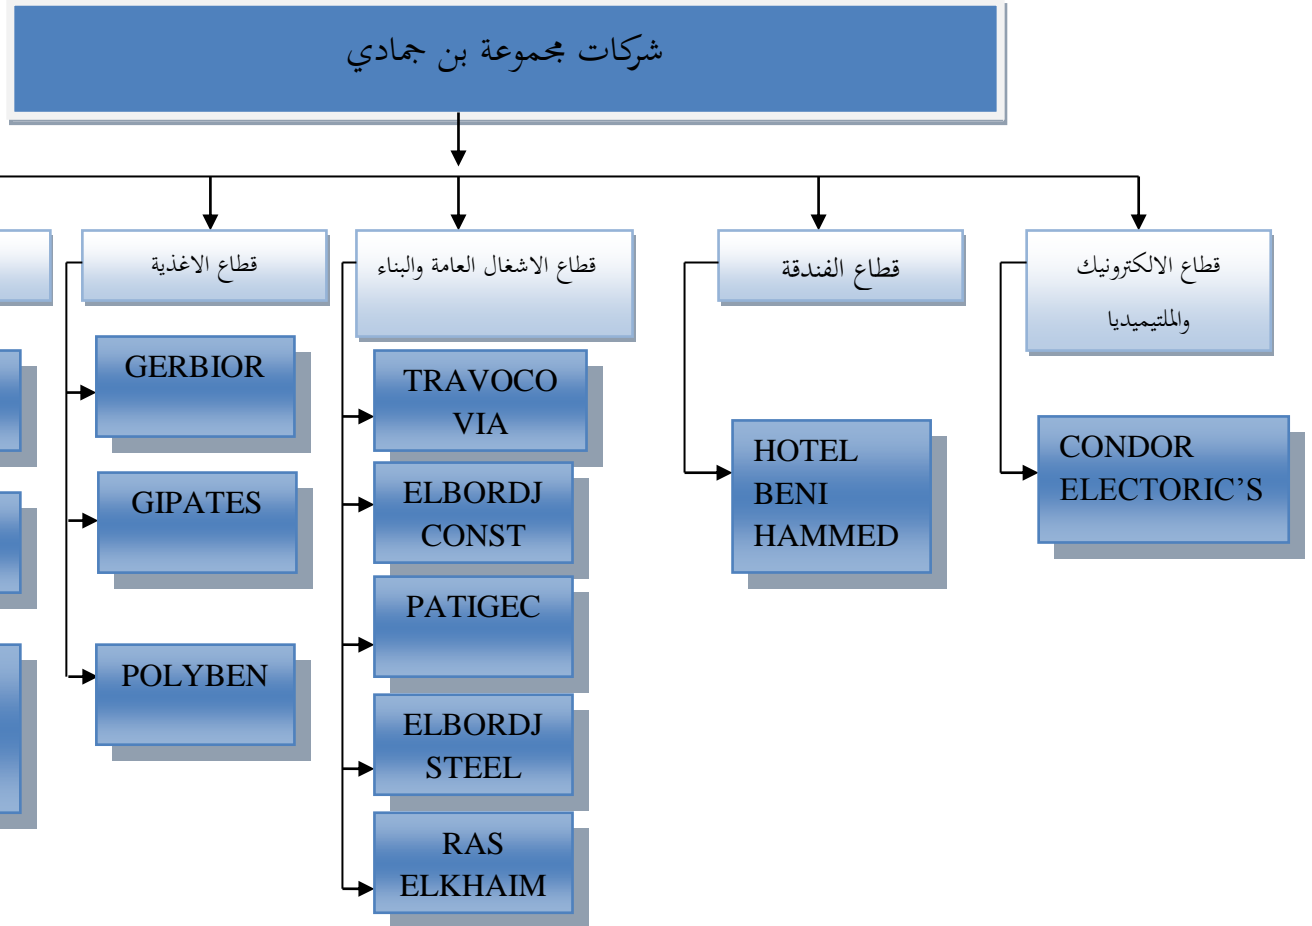 شركات مجموعة بن حمادي
قطاع الالكترونيك
والملتيميديا
قطاع الفندقة
قطاع الاشغال العامة والبناء
قطاع الاغذية
CONDOR
ELECTORIC’S
HOTEL
BENI
HAMMED
TRAVOCO
VIA
ELBORDJ
CONST
PATIGEC
ELBORDJ
STEEL
RAS
ELKHAIM
GERBIOR
GIPATES
POLYBEN